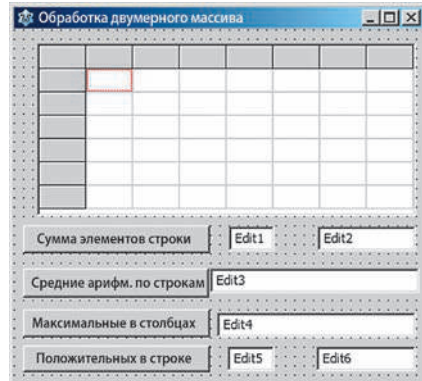 Обработка двумерного массива
Сумма элементов строки Edit1 Edit2
Средние арифм. по строкам Edit3
Максимальные в столбцах Edit4
Положительных в строке Edit5 Edit6